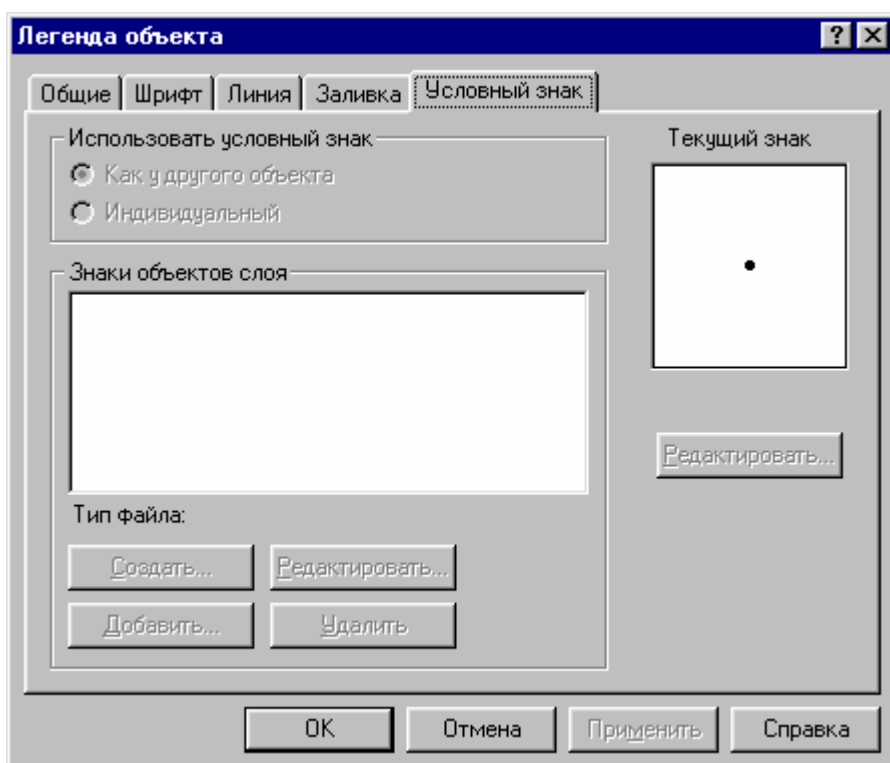 Легенда объекта
Общие Шрифт Линия Заливка Условный знак
Использовать условный знак
Как у другого объекта
Индивидуальный
Текущий знак
Знаки объектов слоя
Редактировать...
Тип файла:
Создать... Редактировать...
Добавить... Удалить
OK Отмена Применить Справка